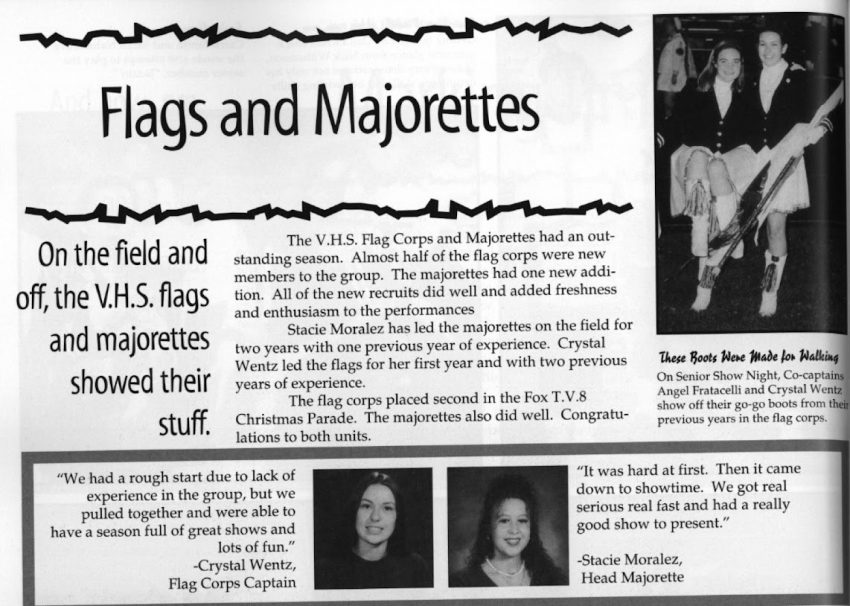 Flags and Majorettes
On the field and
off, the V.H.S. flags
and majorettes
showed their
stuff.
The V.H.S. Flag Corps and Majorettes had an out-
standing season. Almost half of the flag corps were new
members to the group. The majorettes had one new addi-
tion. All of the new recruits did well and added freshness
and enthusiasm to the performances
Stacie Moralez has led the majorettes on the field for
two years with one previous year of experience. Crystal
Wentz led the flags for her first year and with two previous
years of experience.
The flag corps placed second in the Fox T.V.8
Christmas Parade. The majorettes also did well. Congratu-
lations to both units.
These Boots Were Made for Walking
On Senior Show Night, Co-captains
Angel Fratacelli and Crystal Wentz
show off their go-go boots from their
previous years in the flag corps.
"We had a rough start due to lack of
experience in the group, but we
pulled together and were able to
have a season full of great shows and
lots of fun."
-Crystal Wentz,
Flag Corps Captain
"It was hard at first. Then it came
down to showtime. We got real
serious real fast and had a really
good show to present."
-Stacie Moralez,
Head Majorette